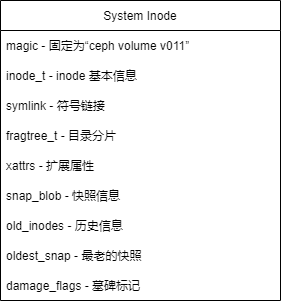 System Inode
magic - 固定为“ceph volume v011”
inode_t - inode 基本信息
symlink - 符号链接
fragtree_t - 目录分片
xattrs - 扩展属性
snap_blob - 快照信息
old_inodes - 历史信息
oldest_snap - 最老的快照
damage_flags - 墓碑标记